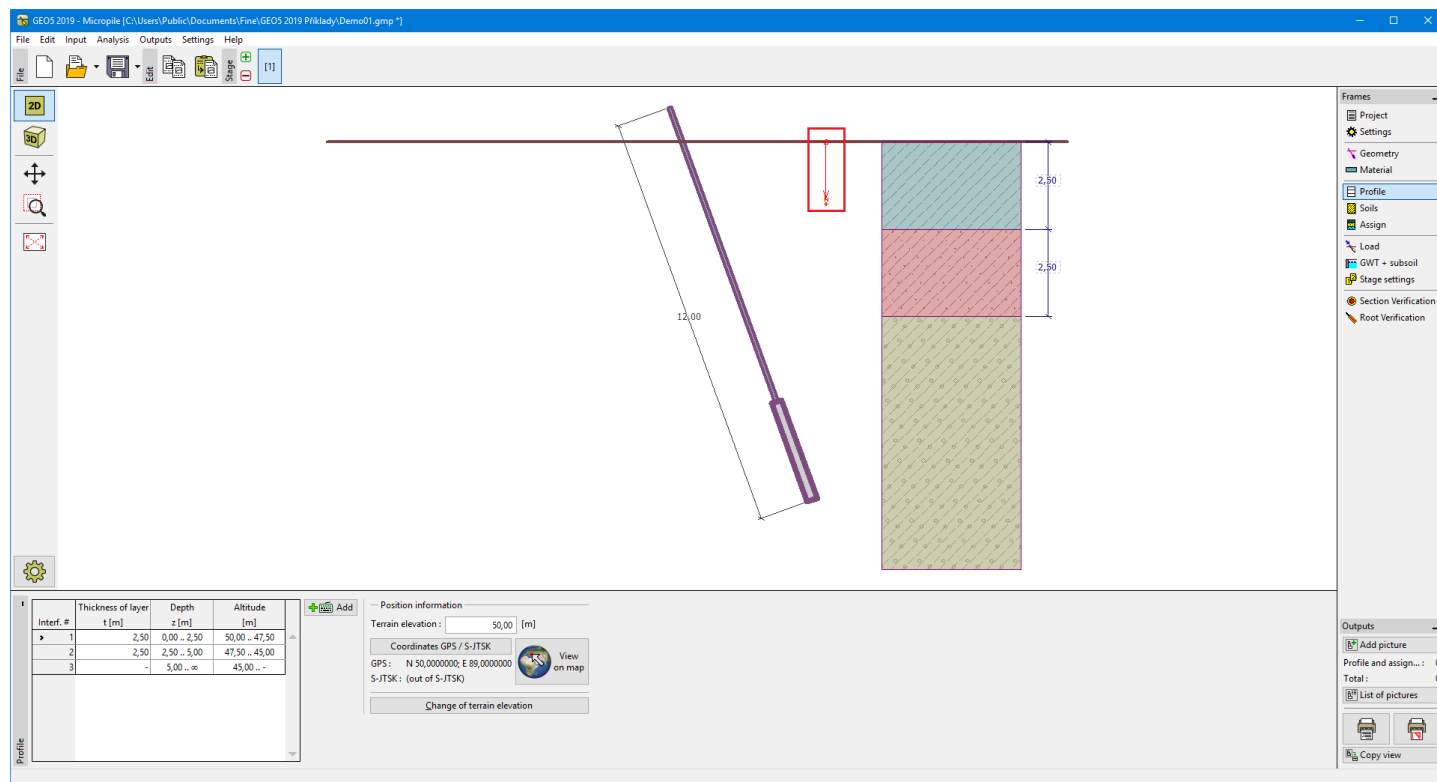 GEO5 2019 - Micropile [C:\Users\Public\Documents\Fine\GEO5 2019 Příklady\Demo01.gmp *]
File Edit Input Analysis Outputs Settings Help
File
Edit
Stage
[1]
2D
3D
2,50
2,50
12,00
Frames
Project
Settings
Geometry
Material
Profile
Soils
Assign
Load
GWT + subsoil
Stage settings
Section Verification
Root Verification
Profile
Interf. # Thickness of layer t [m] Depth z [m] Altitude [m]
1 2,50 0,00 .. 2,50 50,00 .. 47,50
2 2,50 2,50 .. 5,00 47,50 .. 45,00
3 - 5,00 .. ∞ 45,00 .. -
Add
Position information
Terrain elevation : 50,00 [m]
Coordinates GPS / S-JTSK
GPS : N 50,0000000; E 89,0000000
S-JTSK : (out of S-JTSK)
View on map
Change of terrain elevation
Outputs
Add picture
Profile and assign... :
Total :
List of pictures
Copy view